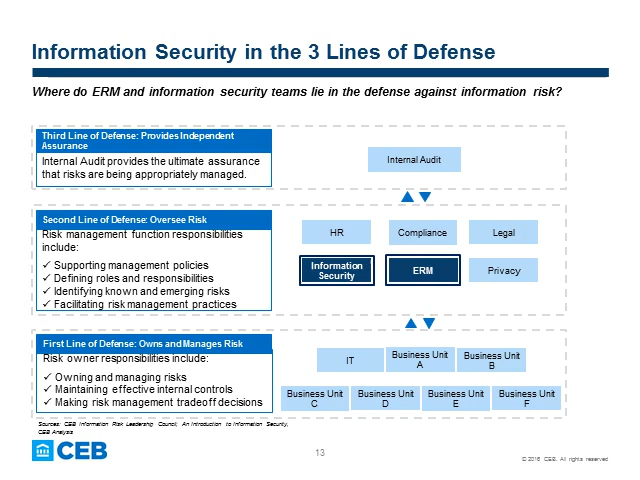 Information Security in the 3 Lines of Defense
Where do ERM and information security teams lie in the defense against information risk?
Third Line of Defense: Provides Independent
Assurance
Internal Audit provides the ultimate assurance
that risks are being appropriately managed.
Internal Audit
Second Line of Defense: Oversee Risk
Risk management function responsibilities
include:
✓ Supporting management policies
✓ Defining roles and responsibilities
✓ Identifying known and emerging risks
✓ Facilitating risk management practices
HR
Compliance
Legal
Information
Security
ERM
Privacy
First Line of Defense: Owns and Manages Risk
Risk owner responsibilities include:
✓ Owning and managing risks
✓ Maintaining effective internal controls
✓ Making risk management tradeoff decisions
IT
Business Unit
A
Business Unit
B
Business Unit
C
Business Unit
D
Business Unit
E
Business Unit
F
Sources: CEB Information Risk Leadership Council; An Introduction to Information Security,
CEB Analysis
CEB
13
© 2016 CEB. All rights reserved